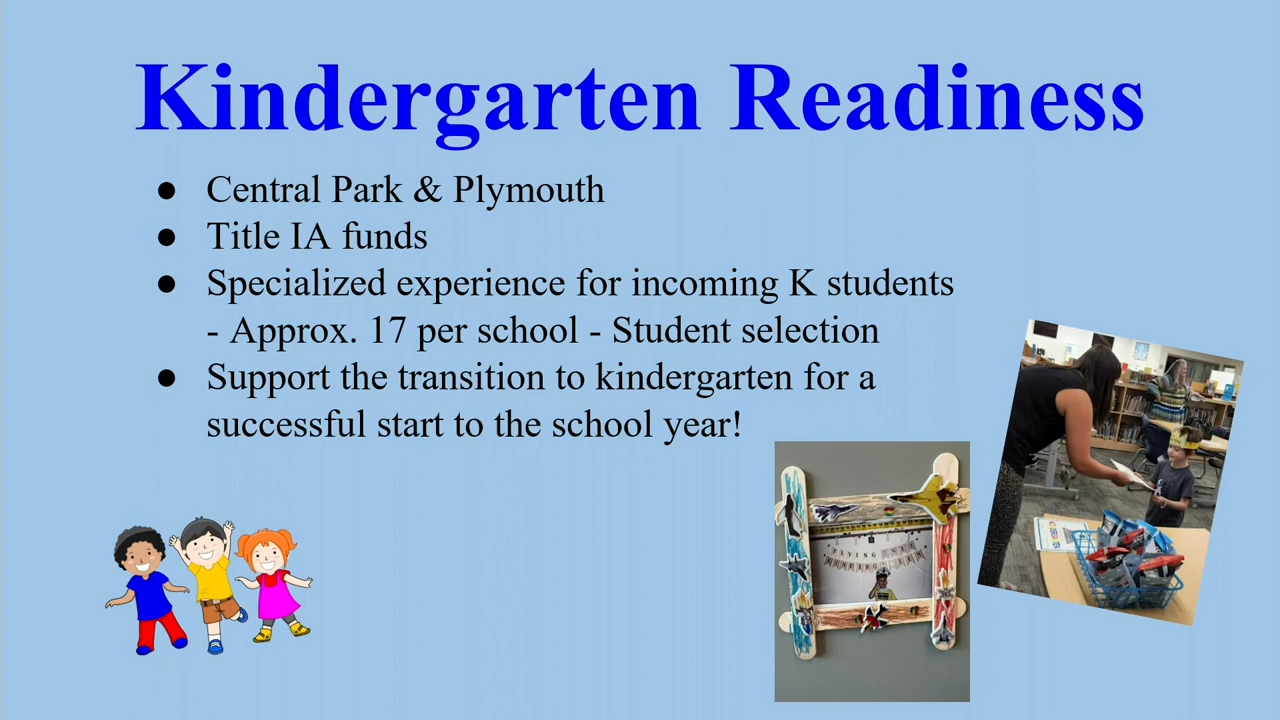 Kindergarten Readiness
● Central Park & Plymouth
● Title IA funds
● Specialized experience for incoming K students
- Approx. 17 per school - Student selection
● Support the transition to kindergarten for a
successful start to the school year!